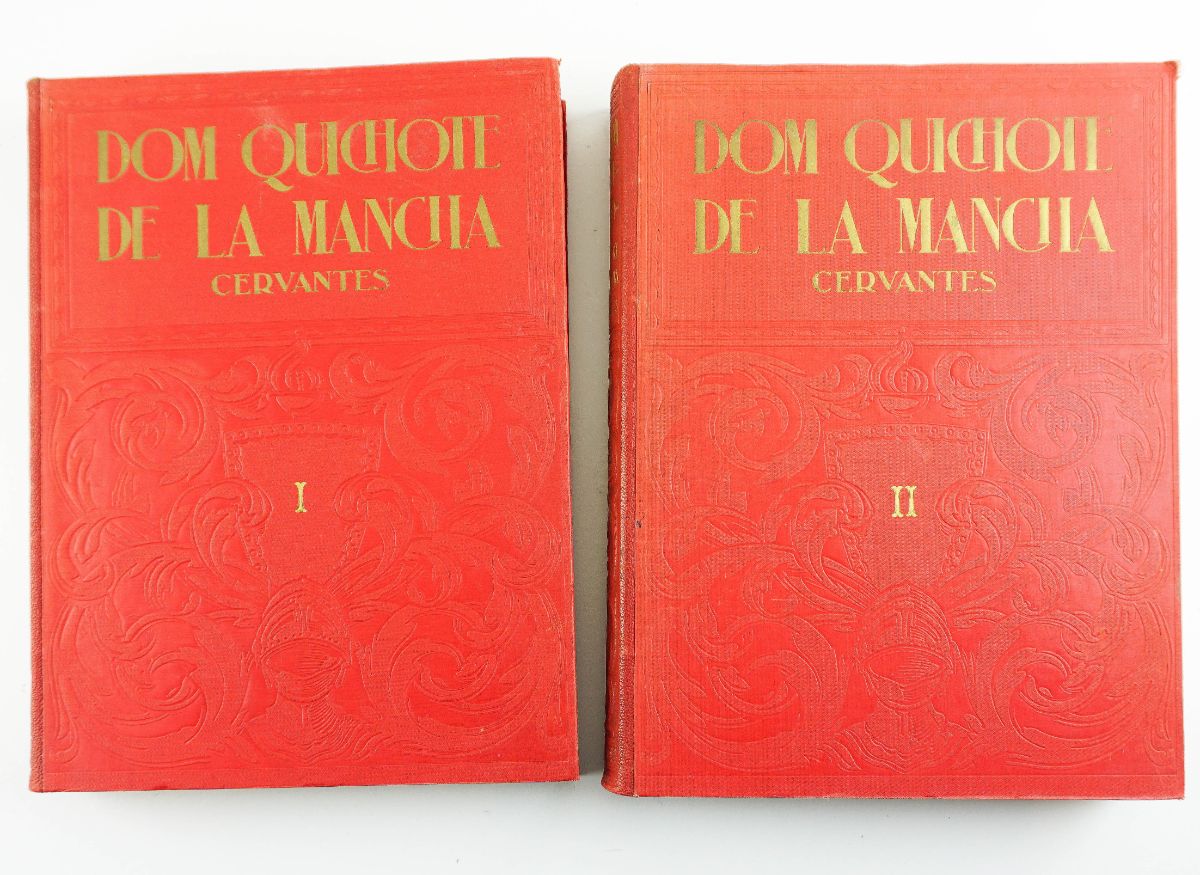 DOM QUICHOTE
DE LA MANCHA
CERVANTES
I
DOM QUICHOTE
DE LA MANCHA
CERVANTES
II